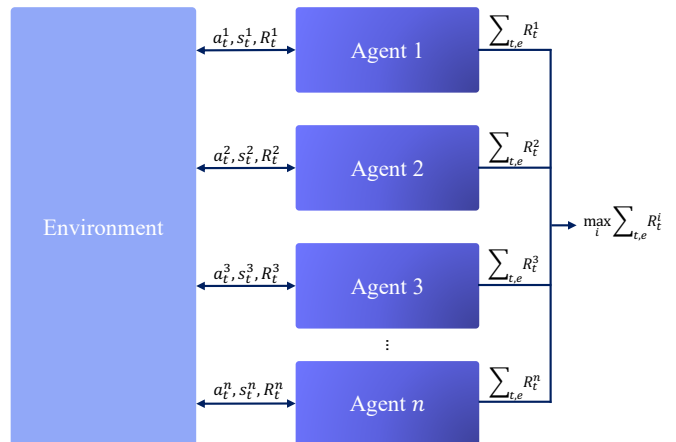 a_t^1, s_t^1, R_t^1
Agent 1
∑_{t,e} R_t^1
a_t^2, s_t^2, R_t^2
Agent 2
∑_{t,e} R_t^2
Environment
max_i ∑_{t,e} R_t^i
a_t^3, s_t^3, R_t^3
Agent 3
∑_{t,e} R_t^3
⋮
a_t^n, s_t^n, R_t^n
Agent n
∑_{t,e} R_t^n